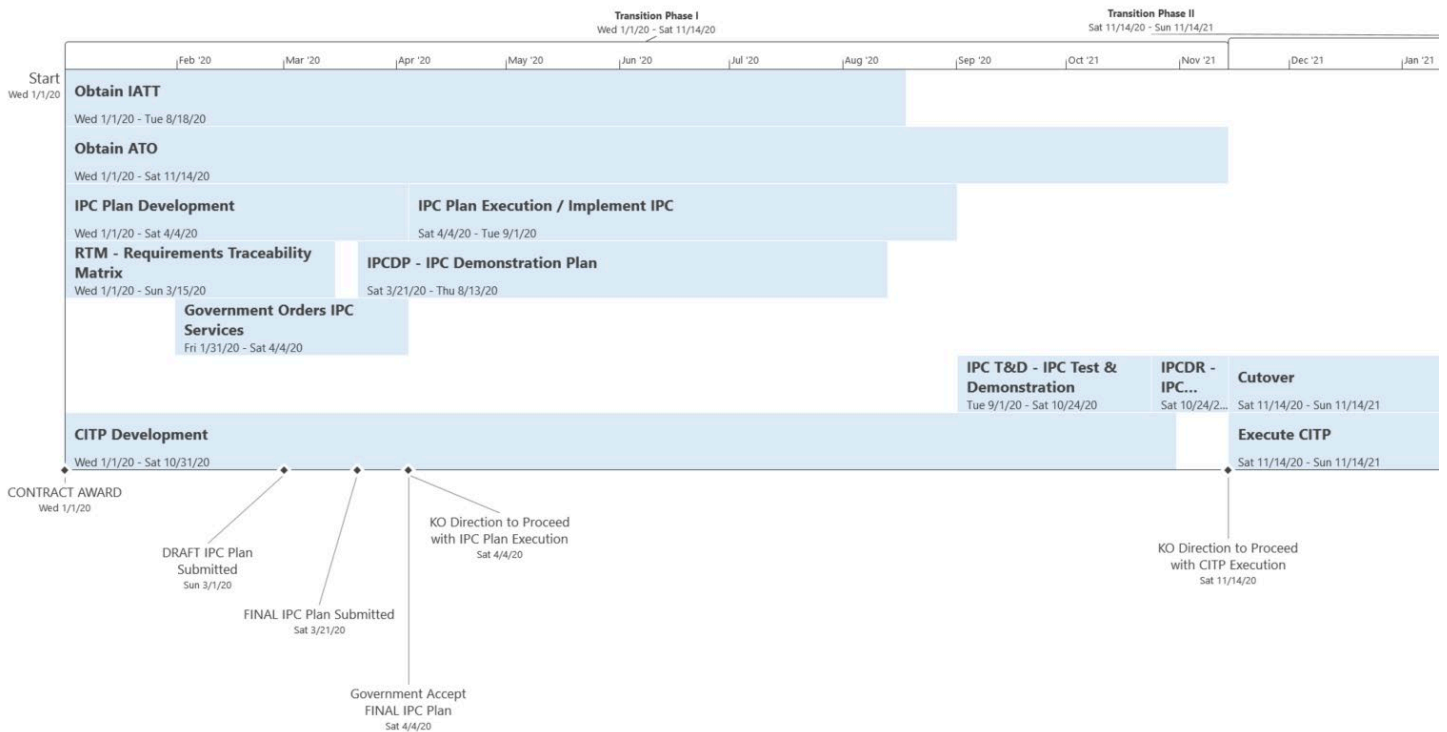 Transition Phase I
Wed 1/1/20 - Sat 11/14/20
Transition Phase II
Sat 11/14/20 - Sun 11/14/21
Feb '20
Mar '20
Apr '20
May '20
Jun '20
Jul '20
Aug '20
Sep '20
Oct '21
Nov '21
Dec '21
Jan '21
Start
Wed 1/1/20
Obtain IATT
Wed 1/1/20 - Tue 8/18/20
Obtain ATO
Wed 1/1/20 - Sat 11/14/20
IPC Plan Development
Wed 1/1/20 - Sat 4/4/20
IPC Plan Execution / Implement IPC
Sat 4/4/20 - Tue 9/1/20
RTM - Requirements Traceability
Matrix
Wed 1/1/20 - Sun 3/15/20
IPCDP - IPC Demonstration Plan
Sat 3/21/20 - Thu 8/13/20
Government Orders IPC
Services
Fri 1/31/20 - Sat 4/4/20
IPC T&D - IPC Test &
Demonstration
Tue 9/1/20 - Sat 10/24/20
IPCDR -
IPC...
Sat 10/24/2...
Cutover
Sat 11/14/20 - Sun 11/14/21
CITP Development
Wed 1/1/20 - Sat 10/31/20
Execute CITP
Sat 11/14/20 - Sun 11/14/21
CONTRACT AWARD
Wed 1/1/20
DRAFT IPC Plan
Submitted
Sun 3/1/20
FINAL IPC Plan Submitted
Sat 3/21/20
Government Accept
FINAL IPC Plan
Sat 4/4/20
KO Direction to Proceed
with IPC Plan Execution
Sat 4/4/20
KO Direction to Proceed
with CITP Execution
Sat 11/14/20